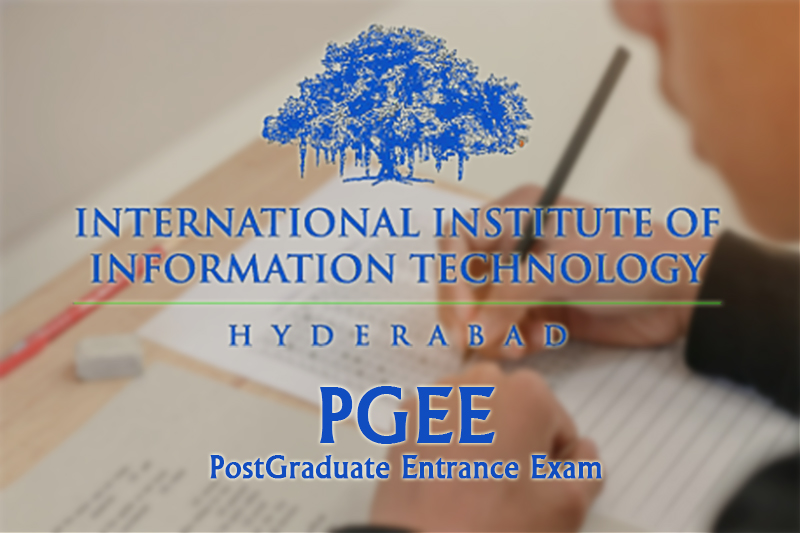 INTERNATIONAL INSTITUTE OF
INFORMATION TECHNOLOGY
HYDERABAD
PGEE
PostGraduate Entrance Exam